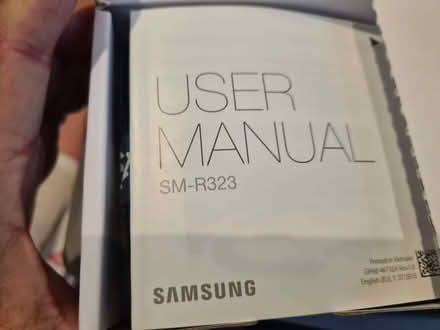 USER
MANUAL
SM-R323
Printed in Vietnam
English (EU).
SAMSUNG